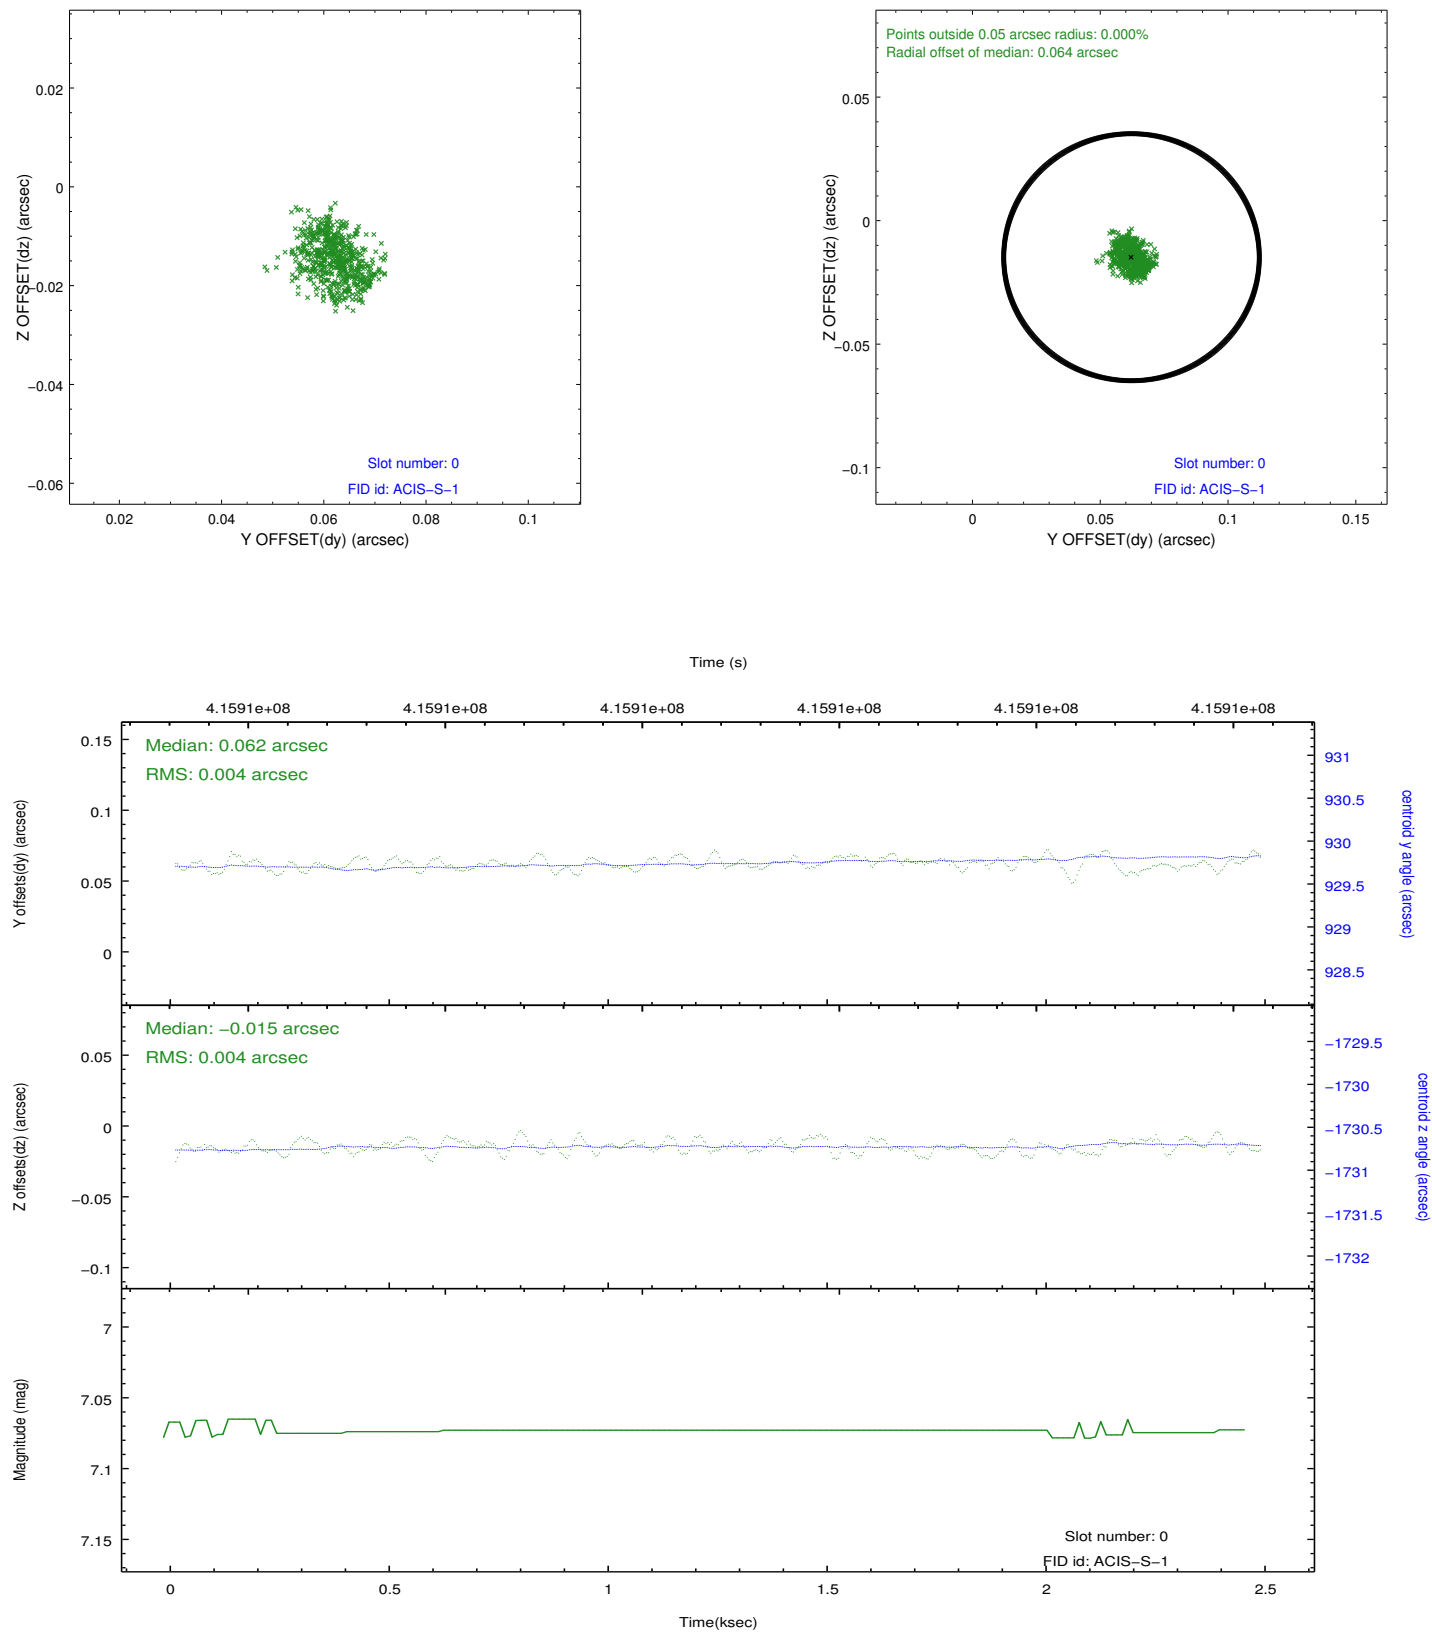 0.02
0
−0.02
−0.04
−0.06
Z OFFSET(dz) (arcsec)
0.02 0.04 0.06 0.08 0.1
Y OFFSET(dy) (arcsec)
Slot number: 0
FID id: ACIS−S−1
Points outside 0.05 arcsec radius: 0.000%
Radial offset of median: 0.064 arcsec
0.05
0
−0.05
−0.1
Z OFFSET(dz) (arcsec)
0 0.05 0.1 0.15
Y OFFSET(dy) (arcsec)
Slot number: 0
FID id: ACIS−S−1
Time (s)
4.1591e+08 4.1591e+08 4.1591e+08 4.1591e+08 4.1591e+08 4.1591e+08
Median: 0.062 arcsec
RMS: 0.004 arcsec
0.15
0.1
0.05
0
Y offsets(dy) (arcsec)
931
930.5
930
929.5
929
928.5
centroid y angle (arcsec)
Median: −0.015 arcsec
RMS: 0.004 arcsec
0.05
0
−0.05
−0.1
Z offsets(dz) (arcsec)
−1729.5
−1730
−1730.5
−1731
−1731.5
−1732
centroid z angle (arcsec)
7
7.05
7.1
7.15
Magnitude (mag)
Slot number: 0
FID id: ACIS−S−1
0 0.5 1 1.5 2 2.5
Time(ksec)